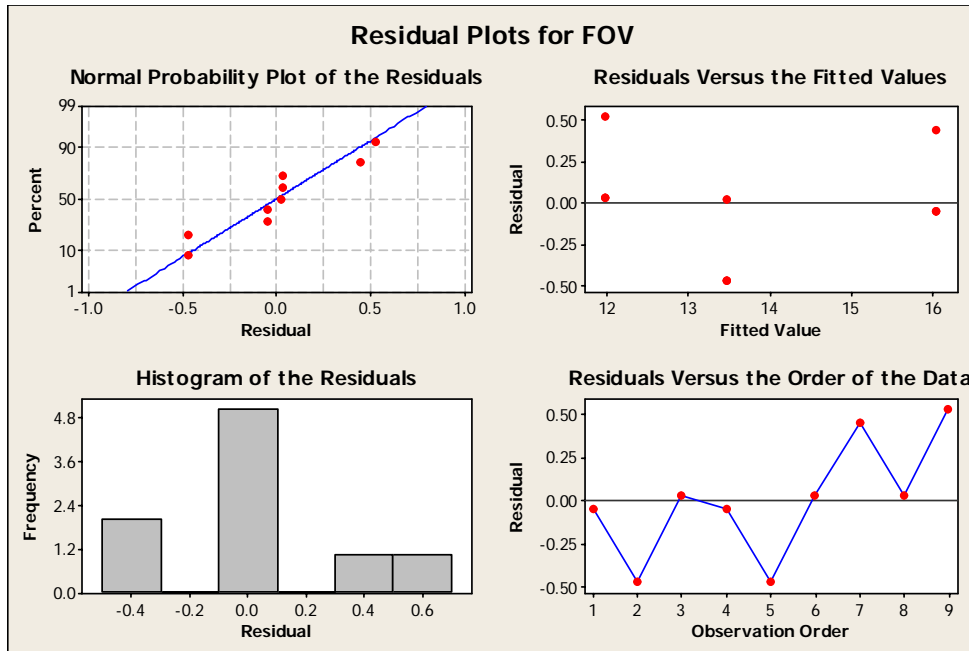 Residual Plots for FOV
Normal Probability Plot of the Residuals
99
90
50
10
1
Percent
-1.0 -0.5 0.0 0.5 1.0
Residual
Residuals Versus the Fitted Values
0.50
0.25
0.00
-0.25
-0.50
Residual
12 13 14 15 16
Fitted Value
Histogram of the Residuals
4.8
3.6
2.4
1.2
0.0
Frequency
-0.4 -0.2 0.0 0.2 0.4 0.6
Residual
Residuals Versus the Order of the Data
0.50
0.25
0.00
-0.25
-0.50
Residual
1 2 3 4 5 6 7 8 9
Observation Order